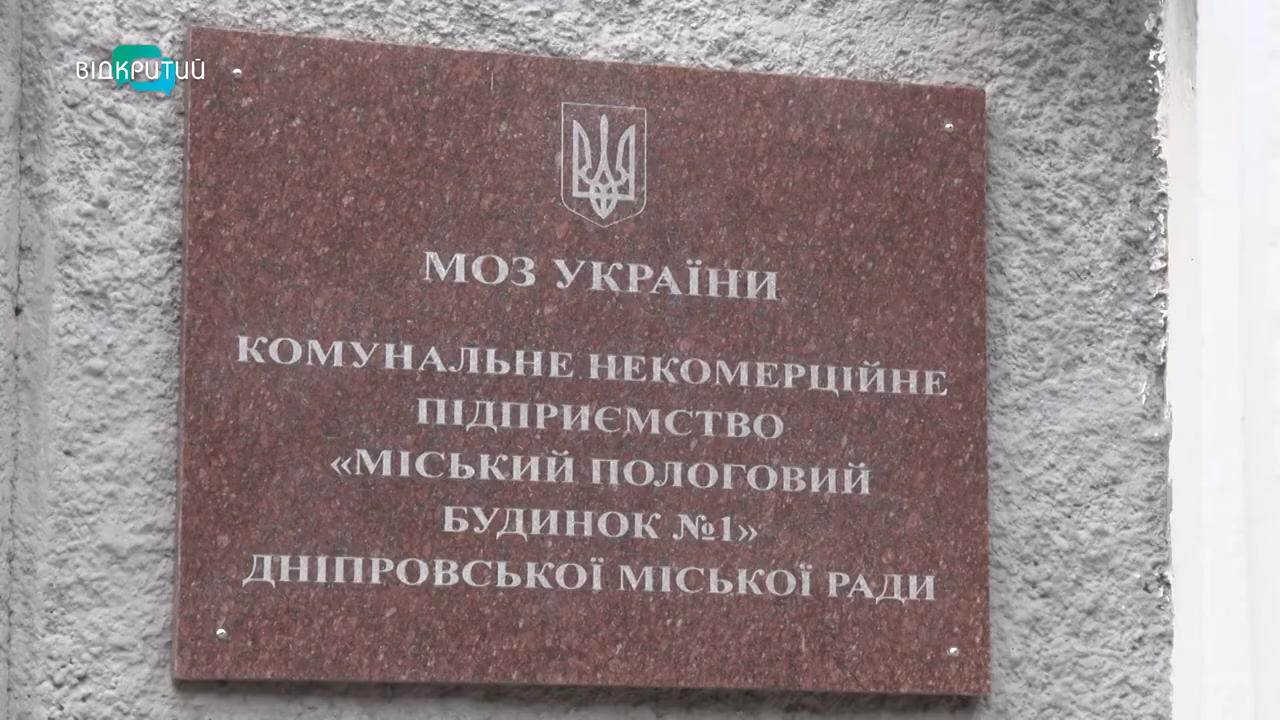 ВІДКРИТИЙ
МОЗ УКРАЇНИ
КОМУНАЛЬНЕ НЕКОМЕРЦІЙНЕ
ПІДПРИЄМСТВО
«МІСЬКИЙ ПОЛОГОВИЙ
БУДИНОК №1»
ДНІПРОВСЬКОЇ МІСЬКОЇ РАДИ